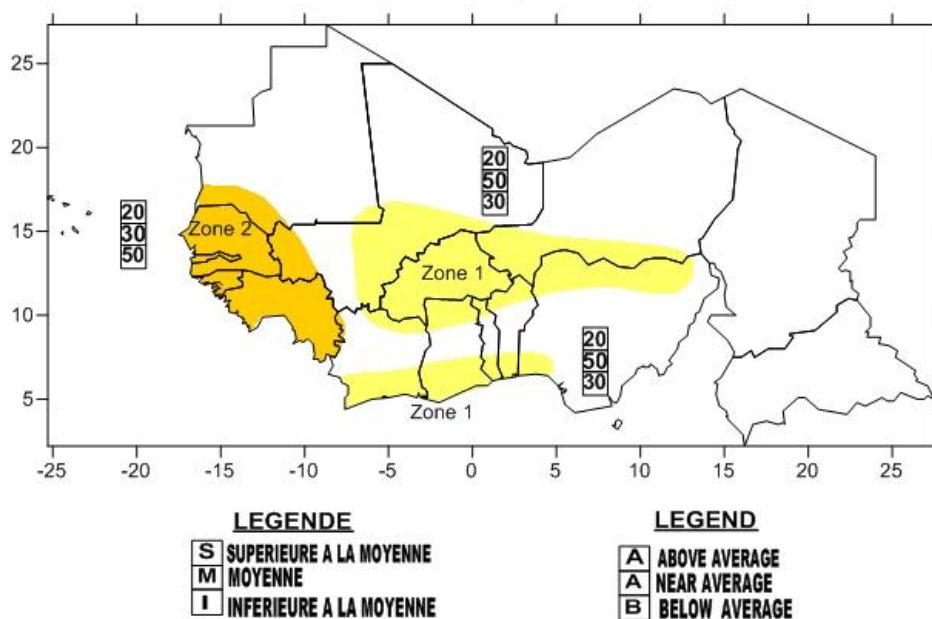 25
20
15
10
5
20
50
30
20
30
50
Zone 2
Zone 1
20
50
30
Zone 1
-25
-20
-15
-10
-5
0
5
10
15
20
25
LEGENDE
S SUPERIEURE A LA MOYENNE
M MOYENNE
I INFERIEURE A LA MOYENNE
LEGEND
A ABOVE AVERAGE
A NEAR AVERAGE
B BELOW AVERAGE